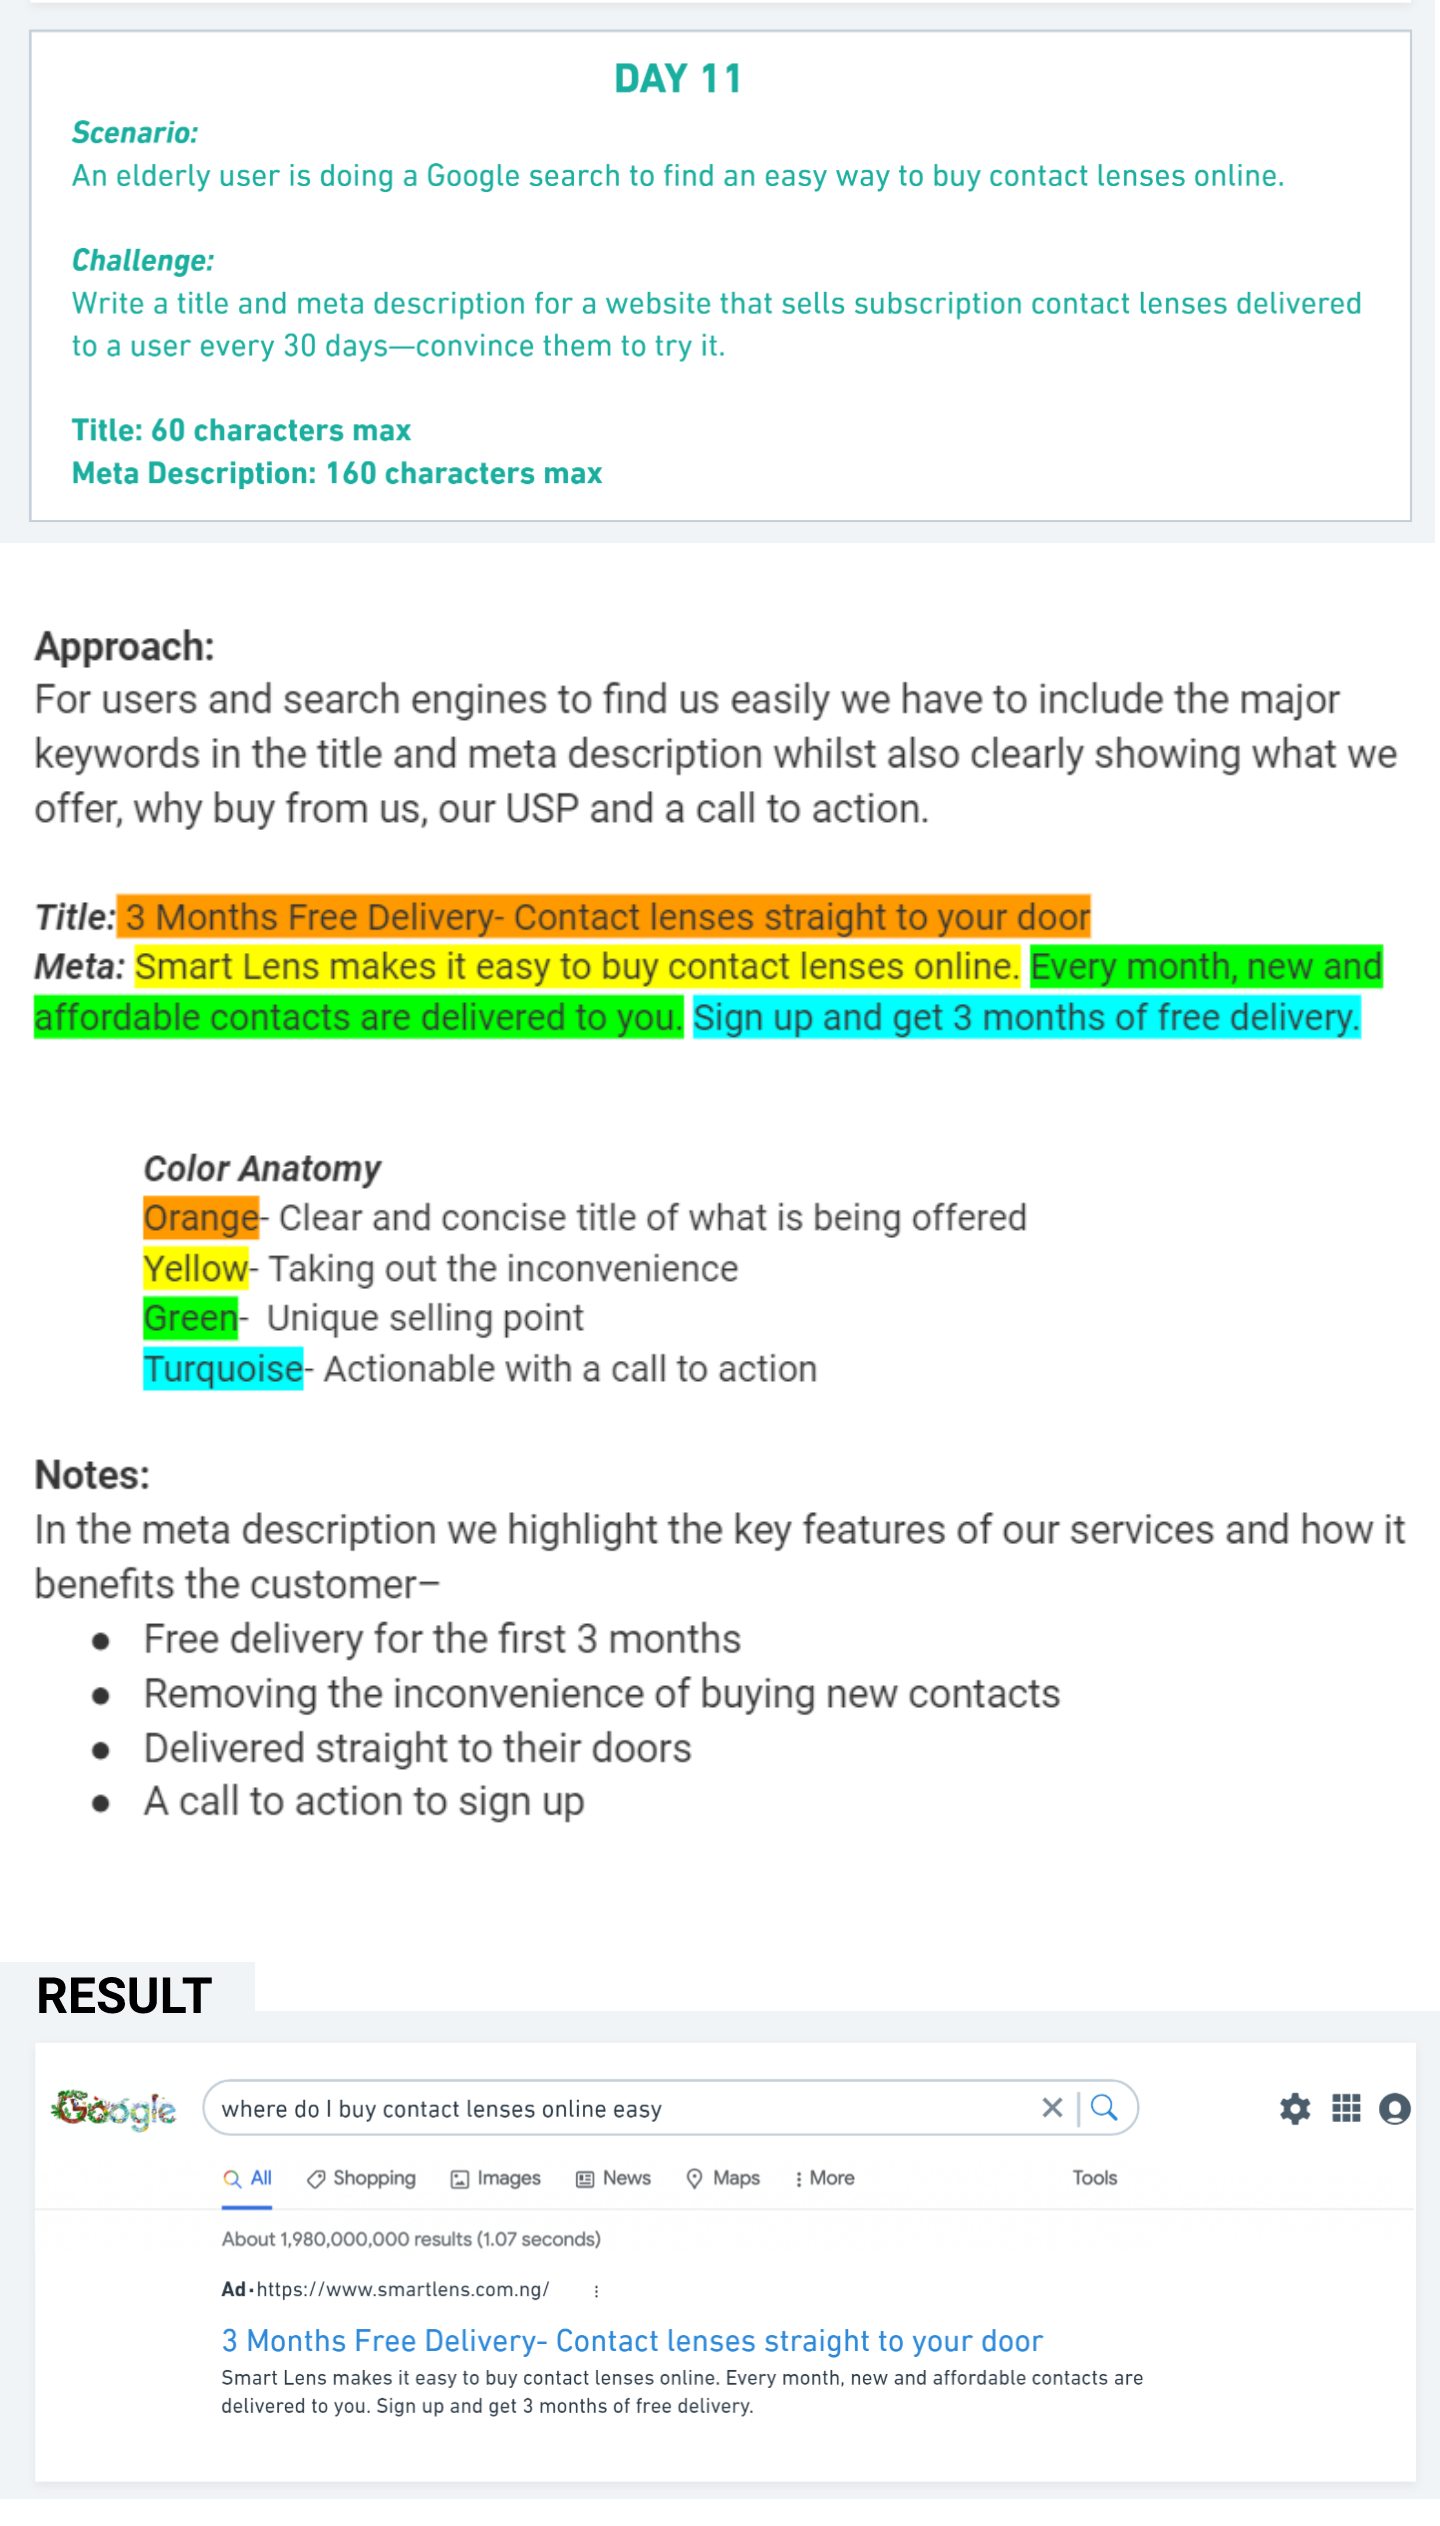 DAY 11
Scenario:
An elderly user is doing a Google search to find an easy way to buy contact lenses online.
Challenge:
Write a title and meta description for a website that sells subscription contact lenses delivered
to a user every 30 days—convince them to try it.
Title: 60 characters max
Meta Description: 160 characters max
Approach:
For users and search engines to find us easily we have to include the major
keywords in the title and meta description whilst also clearly showing what we
offer, why buy from us, our USP and a call to action.
Title: 3 Months Free Delivery- Contact lenses straight to your door
Meta: Smart Lens makes it easy to buy contact lenses online. Every month, new and
affordable contacts are delivered to you. Sign up and get 3 months of free delivery.
Color Anatomy
Orange- Clear and concise title of what is being offered
Yellow- Taking out the inconvenience
Green- Unique selling point
Turquoise- Actionable with a call to action
Notes:
In the meta description we highlight the key features of our services and how it
benefits the customer–
● Free delivery for the first 3 months
● Removing the inconvenience of buying new contacts
● Delivered straight to their doors
● A call to action to sign up
RESULT
Google where do I buy contact lenses online easy
All Shopping Images News Maps More Tools
About 1,980,000,000 results (1.07 seconds)
Ad · https://www.smartlens.com.ng/
3 Months Free Delivery- Contact lenses straight to your door
Smart Lens makes it easy to buy contact lenses online. Every month, new and affordable contacts are
delivered to you. Sign up and get 3 months of free delivery.